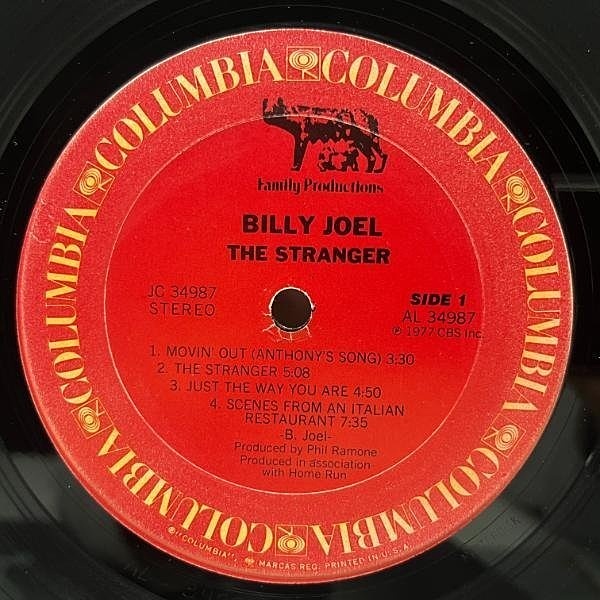 COLUMBIA COLUMBIA COLUMBIA COLUMBIA COLUMBIA COLUMBIA
Family Productions
BILLY JOEL
THE STRANGER
JC 34987
STEREO
SIDE 1
AL 34987
℗ 1977 CBS Inc.
1. MOVIN' OUT (ANTHONY'S SONG) 3:30
2. THE STRANGER 5:08
3. JUST THE WAY YOU ARE 4:50
4. SCENES FROM AN ITALIAN
RESTAURANT 7:35
-B. Joel-
Produced by Phil Ramone
Produced in association
with Home Run
"COLUMBIA", MARCAS REG. PRINTED IN U.S.A.